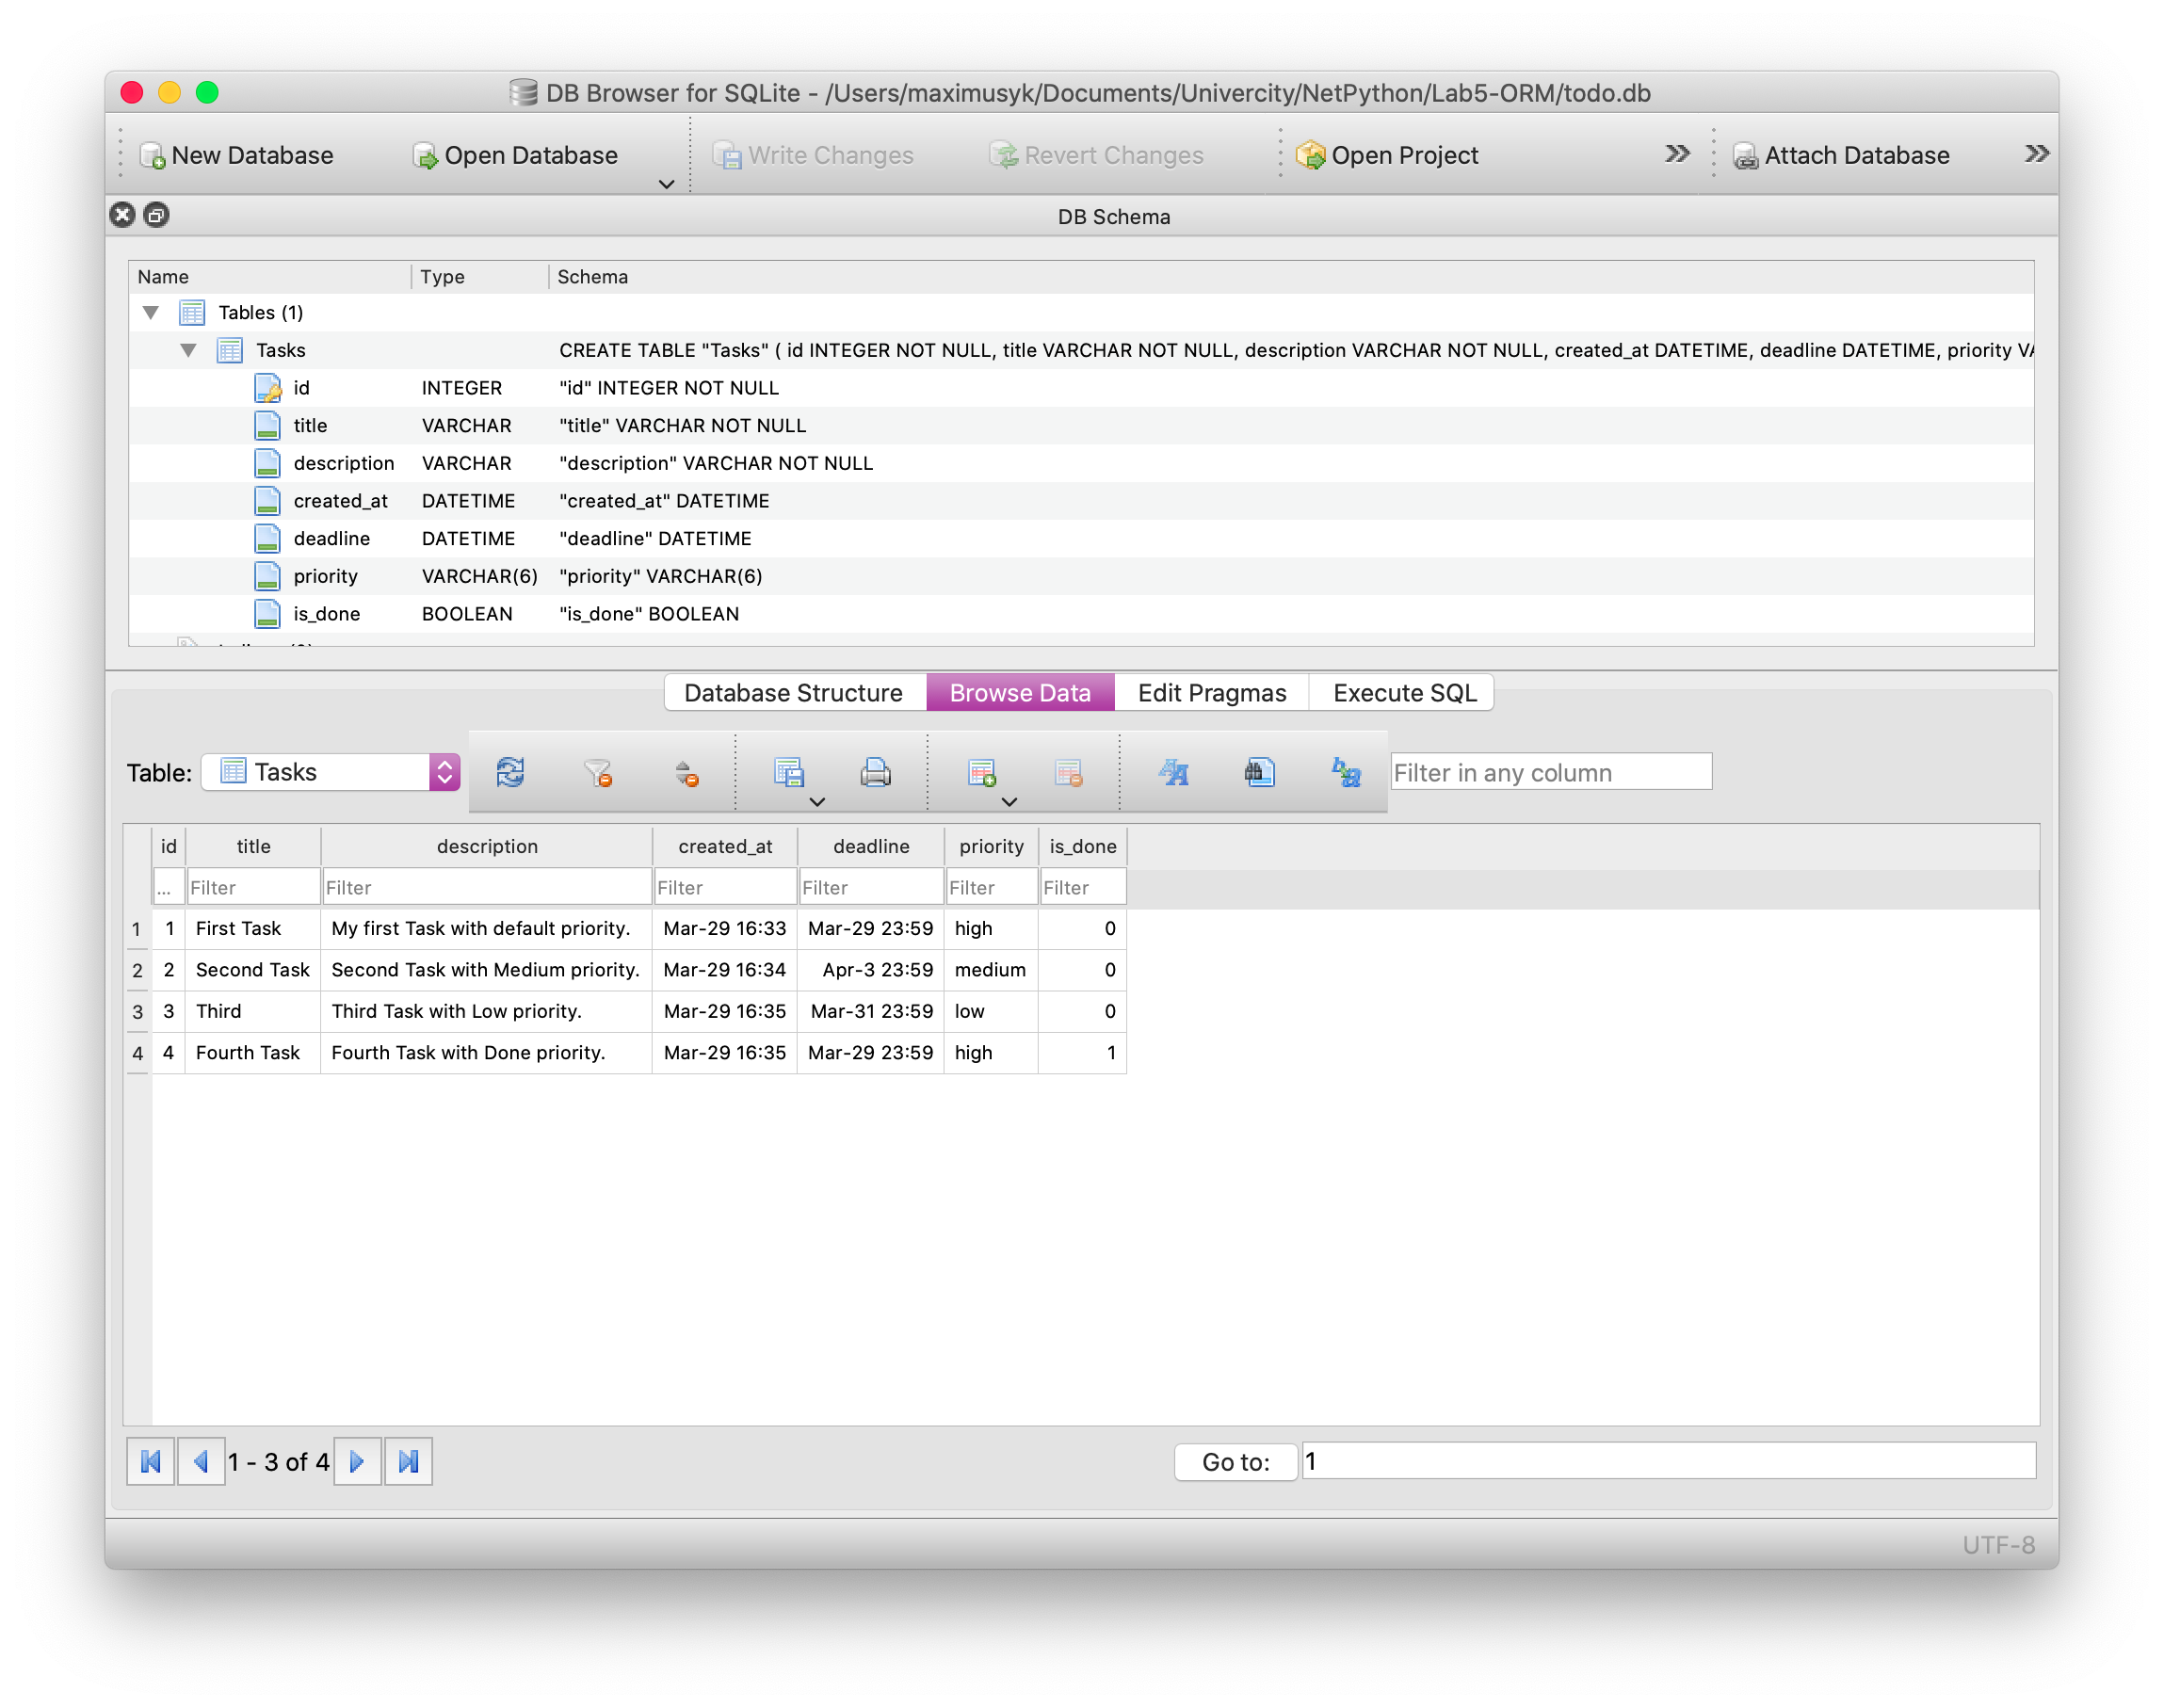 DB Browser for SQLite - /Users/maximusyk/Documents/Univercity/NetPython/Lab5-ORM/todo.db
New Database Open Database Write Changes Revert Changes Open Project Attach Database
DB Schema
Name Type Schema
Tables (1)
Tasks CREATE TABLE "Tasks" ( id INTEGER NOT NULL, title VARCHAR NOT NULL, description VARCHAR NOT NULL, created_at DATETIME, deadline DATETIME, priority VA
id INTEGER "id" INTEGER NOT NULL
title VARCHAR "title" VARCHAR NOT NULL
description VARCHAR "description" VARCHAR NOT NULL
created_at DATETIME "created_at" DATETIME
deadline DATETIME "deadline" DATETIME
priority VARCHAR(6) "priority" VARCHAR(6)
is_done BOOLEAN "is_done" BOOLEAN
Database Structure Browse Data Edit Pragmas Execute SQL
Table: Tasks Filter in any column
id title description created_at deadline priority is_done
... Filter Filter Filter Filter Filter Filter
1 1 First Task My first Task with default priority. Mar-29 16:33 Mar-29 23:59 high 0
2 2 Second Task Second Task with Medium priority. Mar-29 16:34 Apr-3 23:59 medium 0
3 3 Third Third Task with Low priority. Mar-29 16:35 Mar-31 23:59 low 0
4 4 Fourth Task Fourth Task with Done priority. Mar-29 16:35 Mar-29 23:59 high 1
1 - 3 of 4 Go to: 1
UTF-8